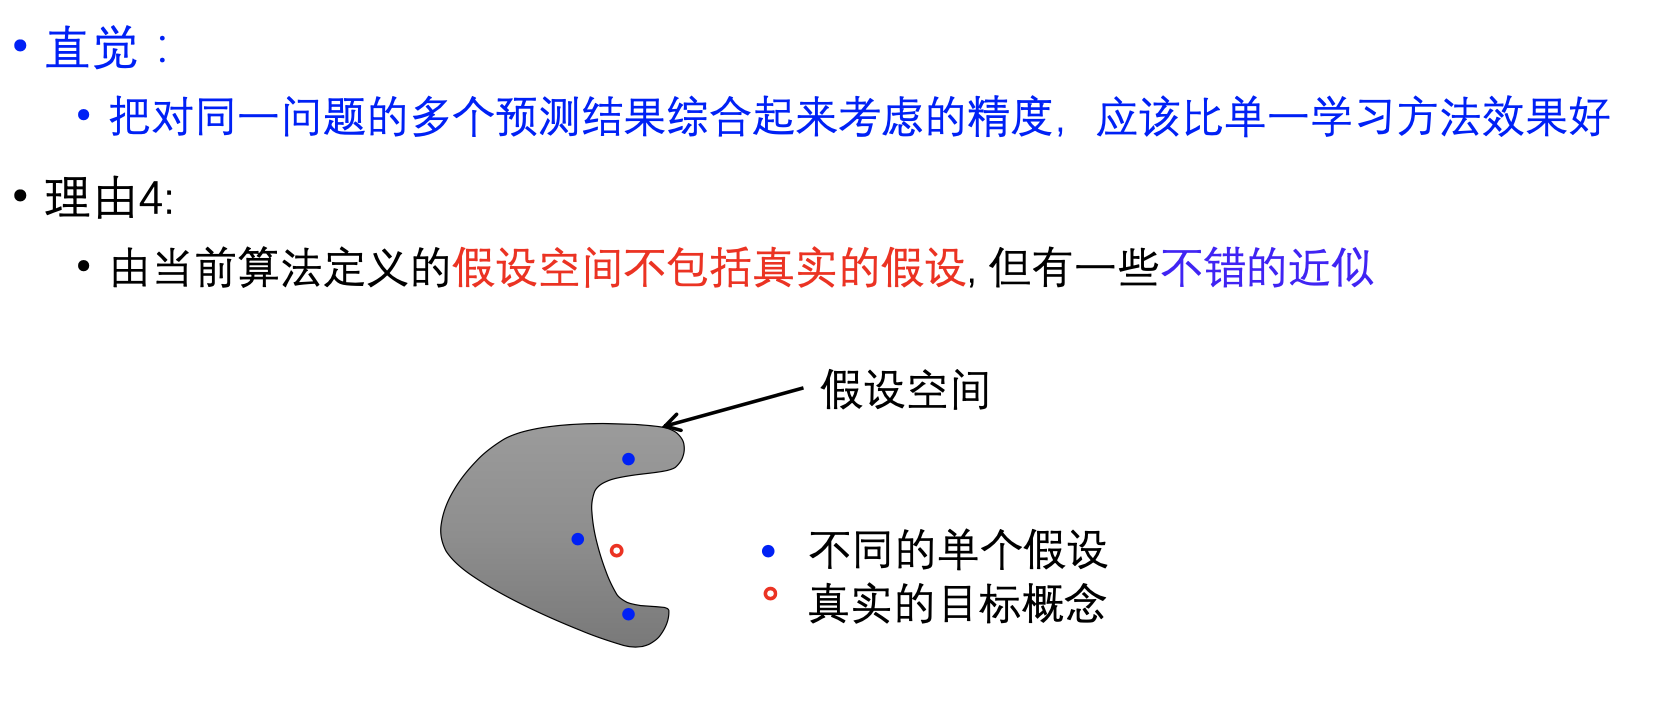 • 直觉：
• 把对同一问题的多个预测结果综合起来考虑的精度，应该比单一学习方法效果好
• 理由4:
• 由当前算法定义的假设空间不包括真实的假设, 但有一些不错的近似
假设空间
不同的单个假设
真实的目标概念